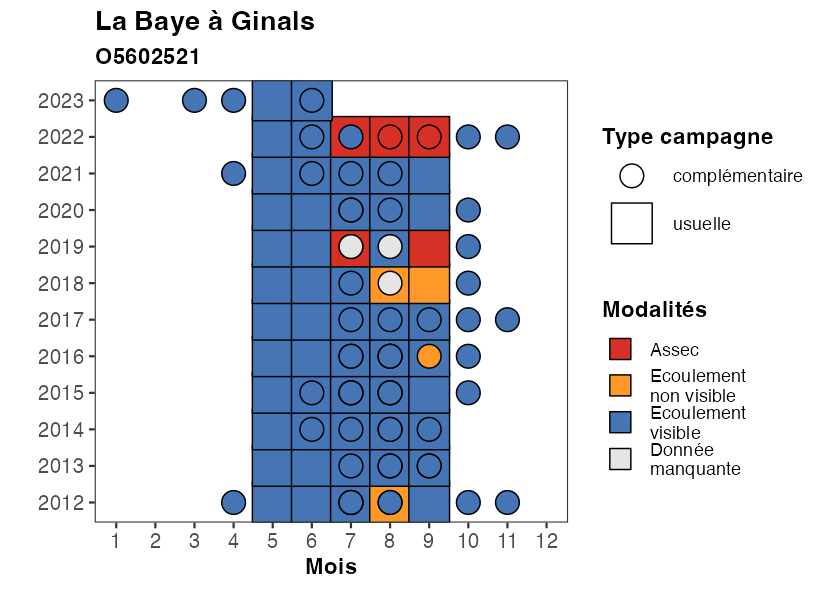 La Baye à Ginals
O5602521
2023
2022
2021
2020
2019
2018
2017
2016
2015
2014
2013
2012
1 2 3 4 5 6 7 8 9 10 11 12
Mois
Type campagne
complémentaire
usuelle
Modalités
Assec
Ecoulement
non visible
Ecoulement
visible
Donnée
manquante